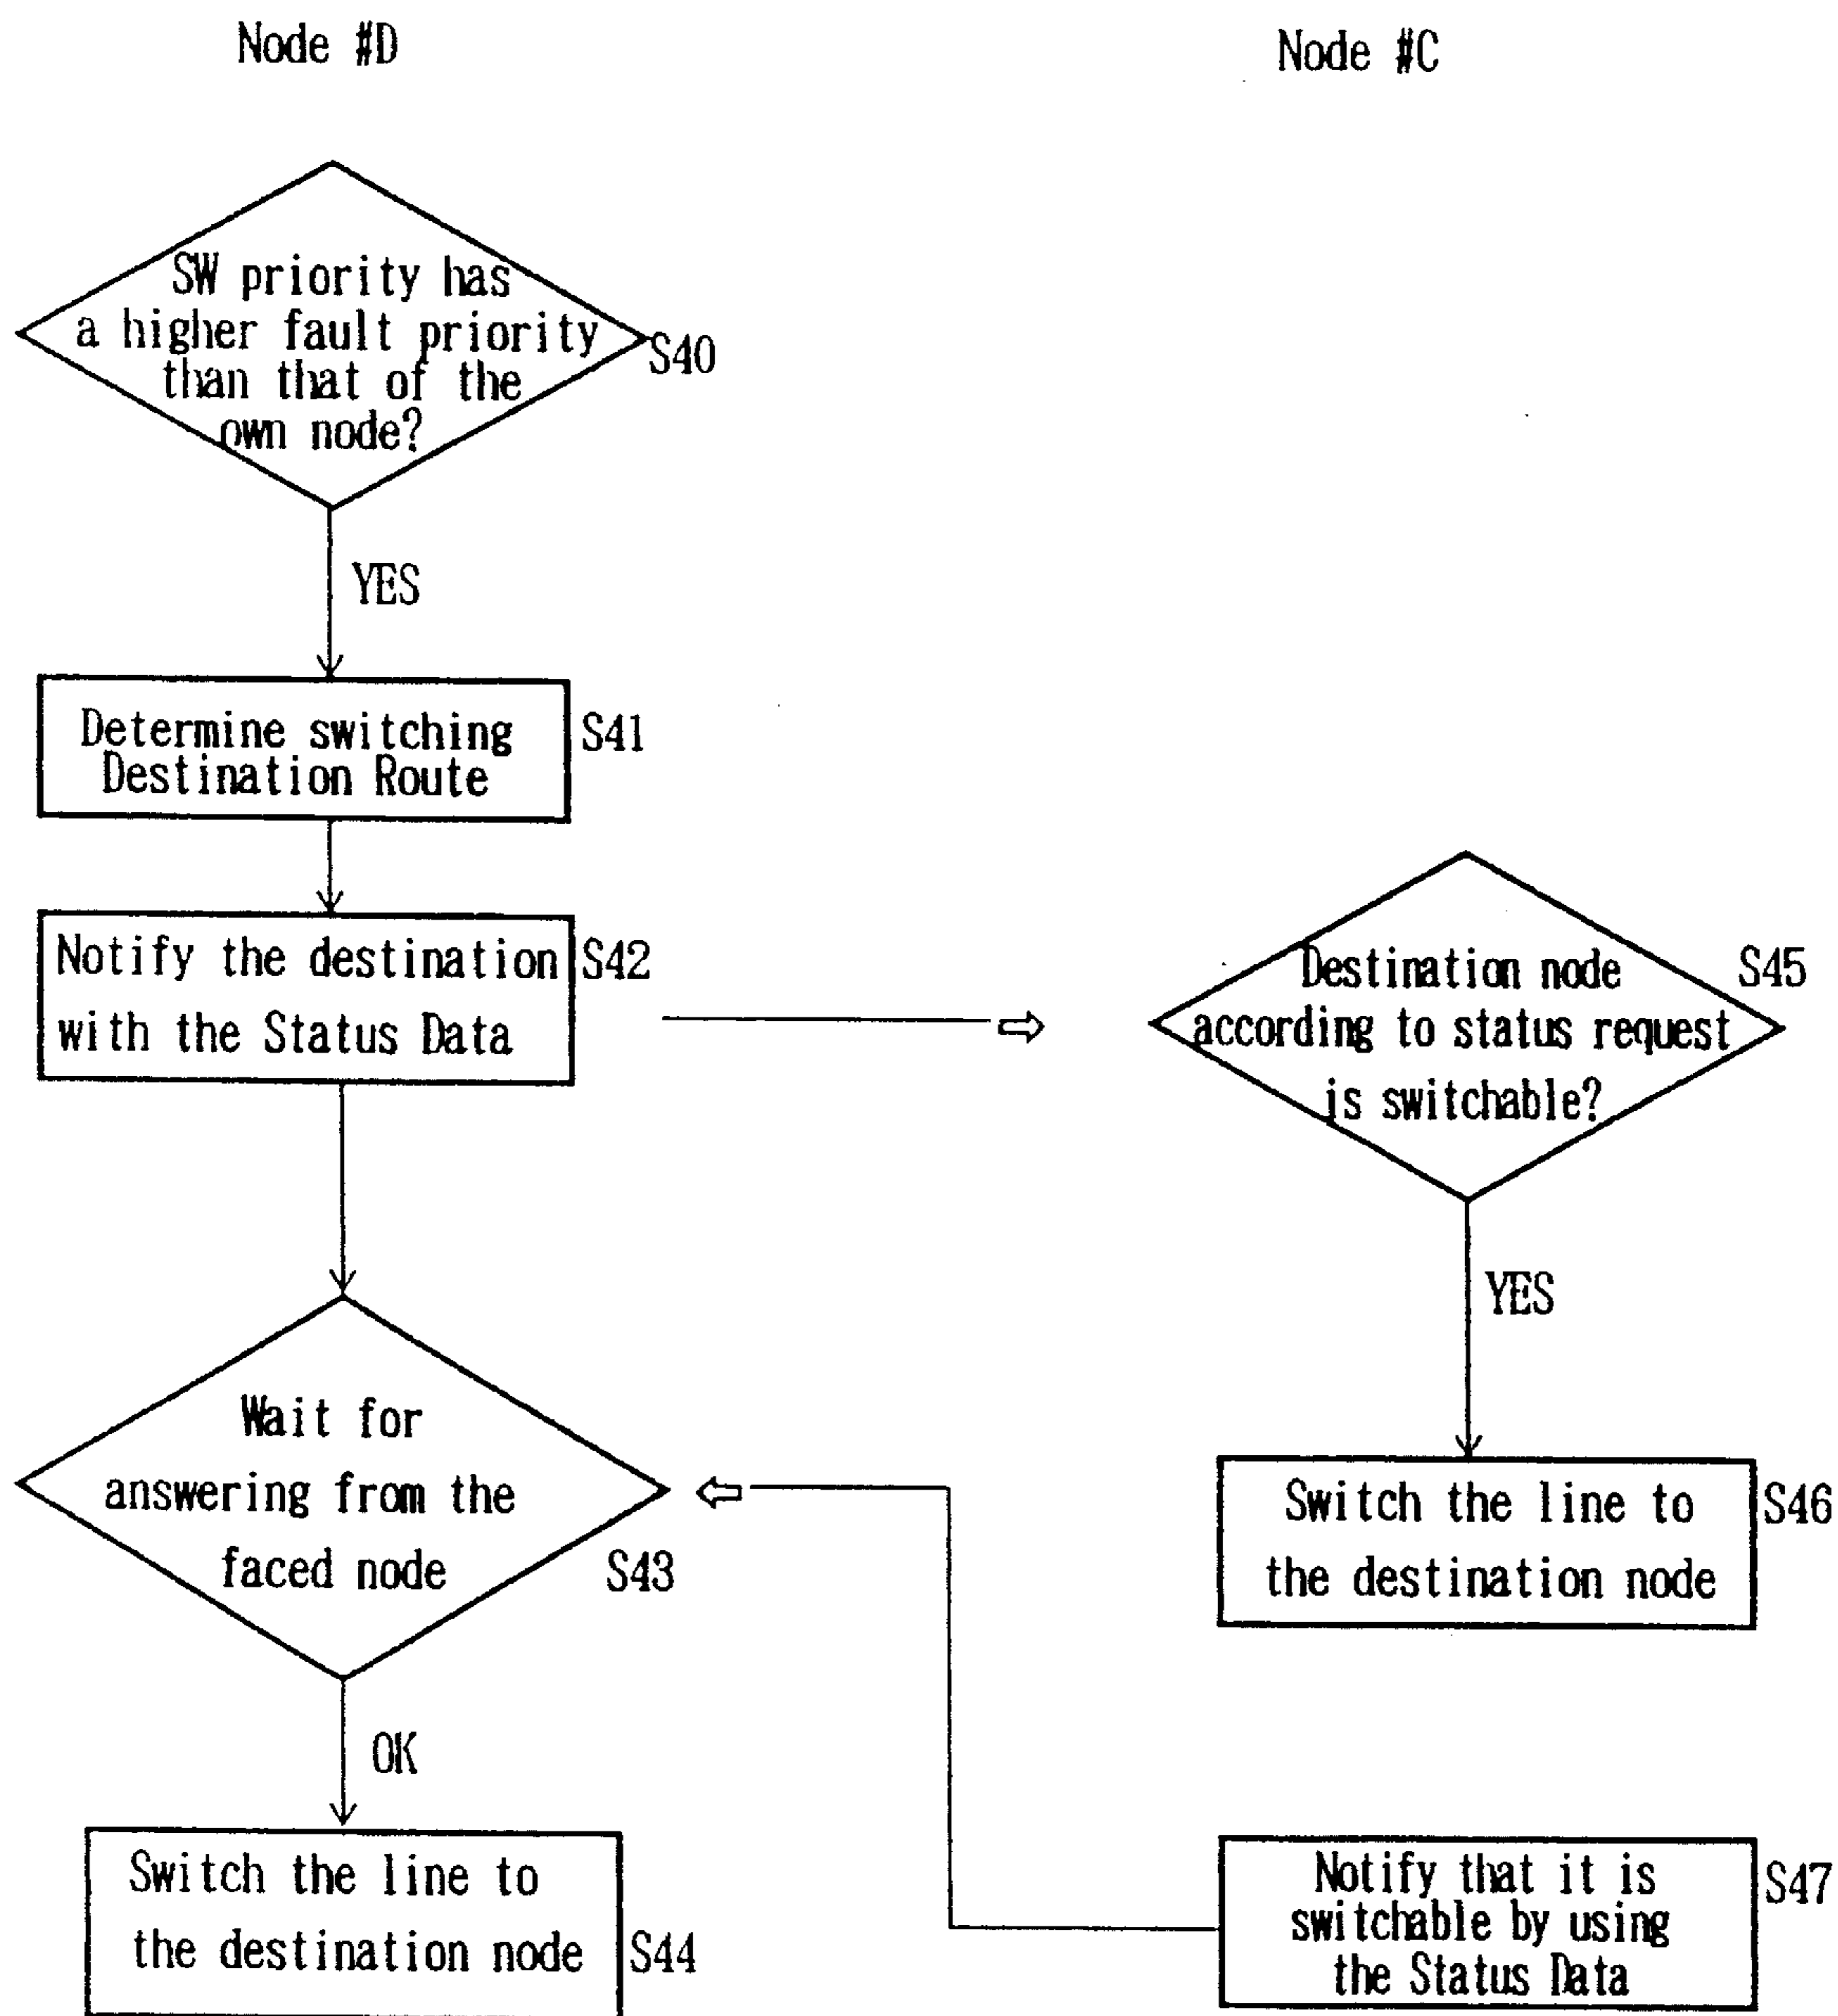 Node #D
Node #C
SW priority has
a higher fault priority
than that of the
own node?
S40
YES
Determine switching
Destination Route
S41
Notify the destination
with the Status Data
S42
Destination node
according to status request
is switchable?
S45
YES
Wait for
answering from the
faced node
S43
Switch the line to
the destination node
S46
OK
Switch the line to
the destination node
S44
Notify that it is
switchable by using
the Status Data
S47